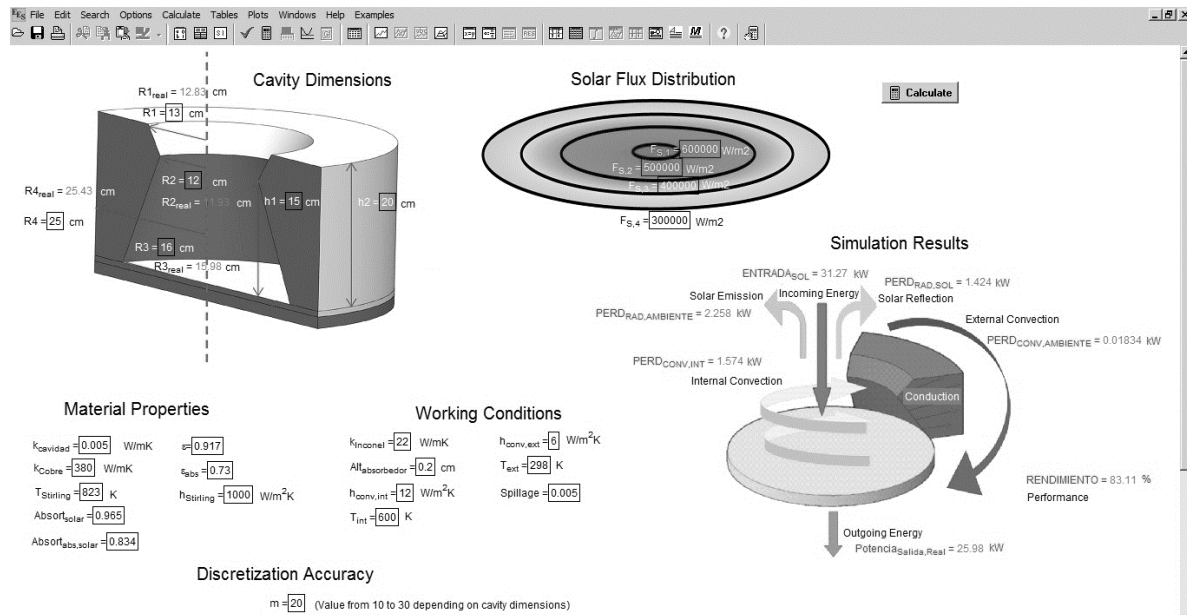 EES File Edit Search Options Calculate Tables Plots Windows Help Examples
Cavity Dimensions
R1real = 12.83 cm
R1 = 13 cm
R2 = 12 cm
R2real = 11.93 cm
h1 = 15 cm
h2 = 20 cm
R4real = 25.43 cm
R4 = 25 cm
R3 = 16 cm
R3real = 15.98 cm
Solar Flux Distribution
FS,1 = 600000 W/m2
FS,2 = 500000 W/m2
FS,3 = 400000 W/m2
FS,4 = 300000 W/m2
Calculate
Simulation Results
ENTRADASOL = 31.27 kW
Incoming Energy
Solar Emission
PERDRAD,AMBIENTE = 2.258 kW
PERDRAD,SOL = 1.424 kW
Solar Reflection
External Convection
PERDCONV,AMBIENTE = 0.01834 kW
PERDCONV,INT = 1.574 kW
Internal Convection
Conduction
RENDIMIENTO = 83.11 %
Performance
Outgoing Energy
PotenciaSalida,Real = 25.98 kW
Material Properties
kcavidad = 0.005 W/mK
ε = 0.917
kCobre = 380 W/mK
εabs = 0.73
TStirling = 823 K
hStirling = 1000 W/m²K
Absortsolar = 0.965
Absortabs,solar = 0.834
Working Conditions
kInconel = 22 W/mK
hconv,ext = 6 W/m²K
Altabsorbedor = 0.2 cm
Text = 298 K
hconv,int = 12 W/m²K
Spillage = 0.005
Tint = 600 K
Discretization Accuracy
m = 20 (Value from 10 to 30 depending on cavity dimensions)